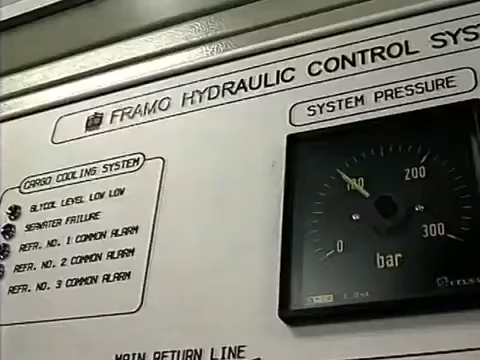 FRAMO HYDRAULIC CONTROL SYS
SYSTEM PRESSURE
CARGO COOLING SYSTEM
GLYCOL LEVEL LOW LOW
SEAWATER FAILURE
REFR. NO. 1 COMMON ALARM
REFR. NO. 2 COMMON ALARM
REFR. NO. 3 COMMON ALARM
0
100
200
300
bar
MAIN RETURN LINE